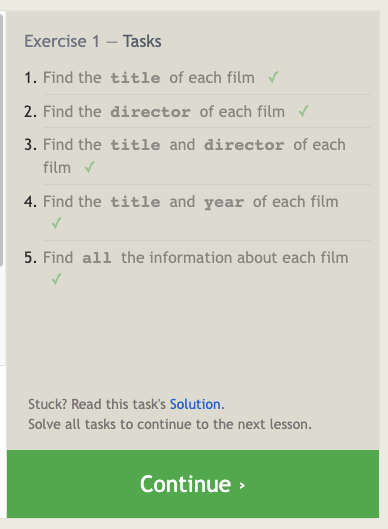 Exercise 1 — Tasks
1. Find the title of each film ✓
2. Find the director of each film ✓
3. Find the title and director of each
film ✓
4. Find the title and year of each film
✓
5. Find all the information about each film
✓
Stuck? Read this task's Solution.
Solve all tasks to continue to the next lesson.
Continue ›